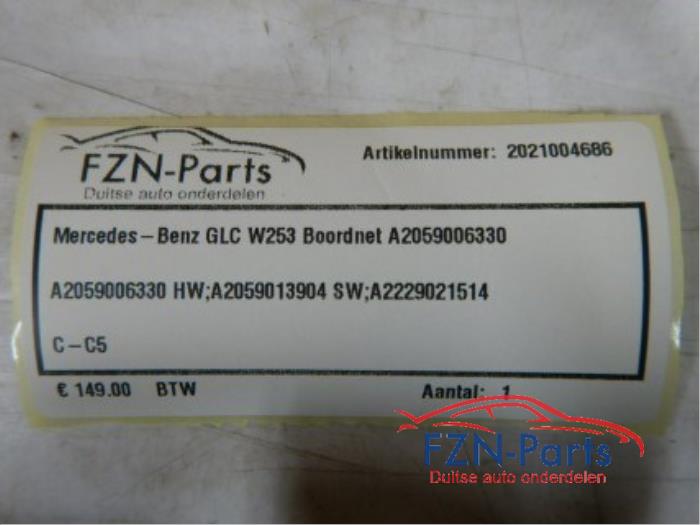 FZN-Parts
Duitse auto onderdelen
Artikelnummer: 2021004686
Mercedes-Benz GLC W253 Boordnet A2059006330
A2059006330 HW;A2059013904 SW;A2229021514
C-C5
€ 149.00 BTW Aantal: 1
FZN-Parts
Duitse auto onderdelen